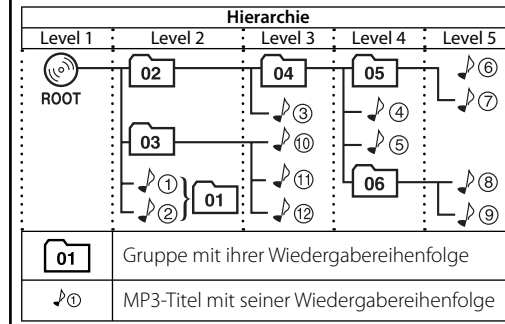 Hierarchie
Level 1 Level 2 Level 3 Level 4 Level 5
ROOT 02 04 05 ⑥
⑦
③ ④
03 ⑩ ⑤
① 01 ⑪ 06 ⑧
② ⑫ ⑨
01 Gruppe mit ihrer Wiedergabereihenfolge
① MP3-Titel mit seiner Wiedergabereihenfolge